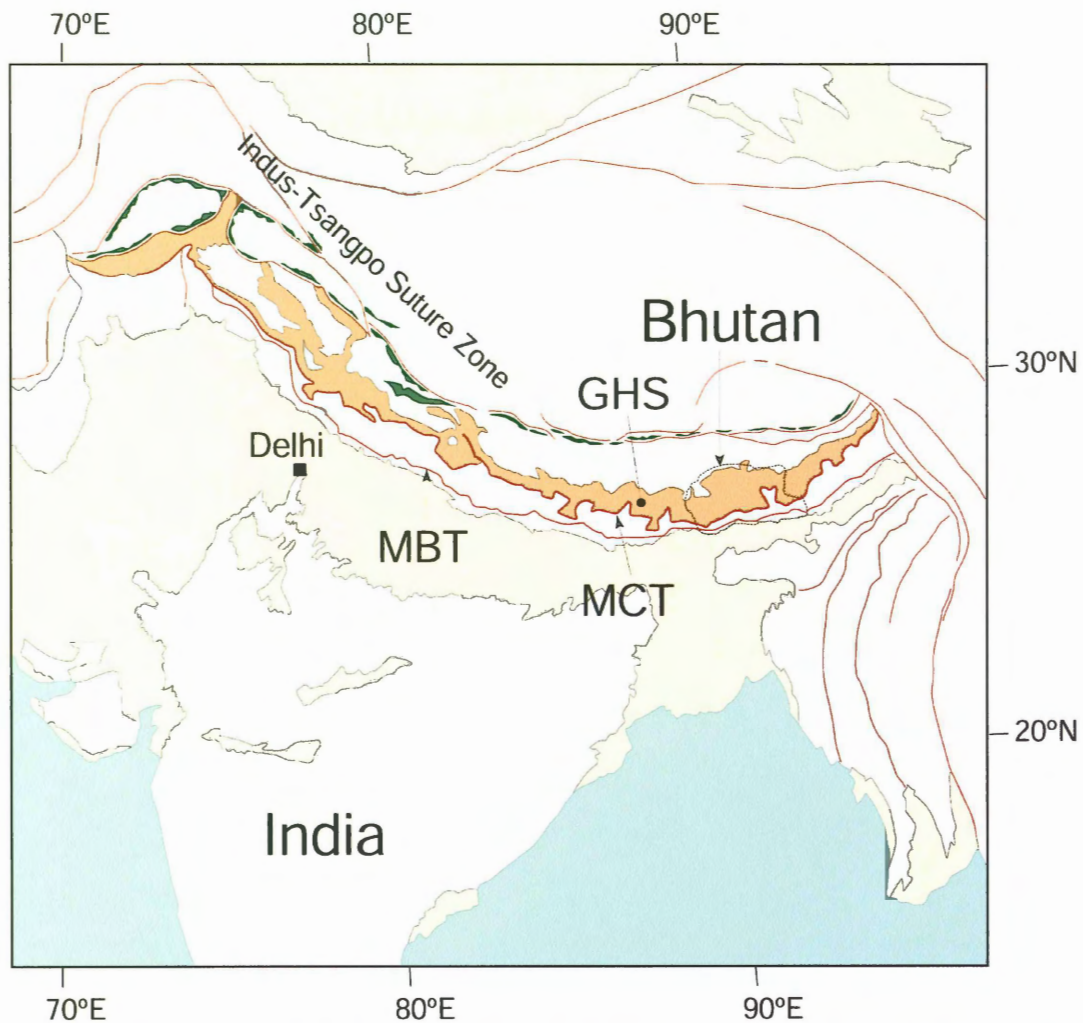 70ºE 80ºE 90ºE
Indus-Tsangpo Suture Zone
Bhutan
30ºN
GHS
Delhi
MBT
MCT
20ºN
India
70ºE 80ºE 90ºE